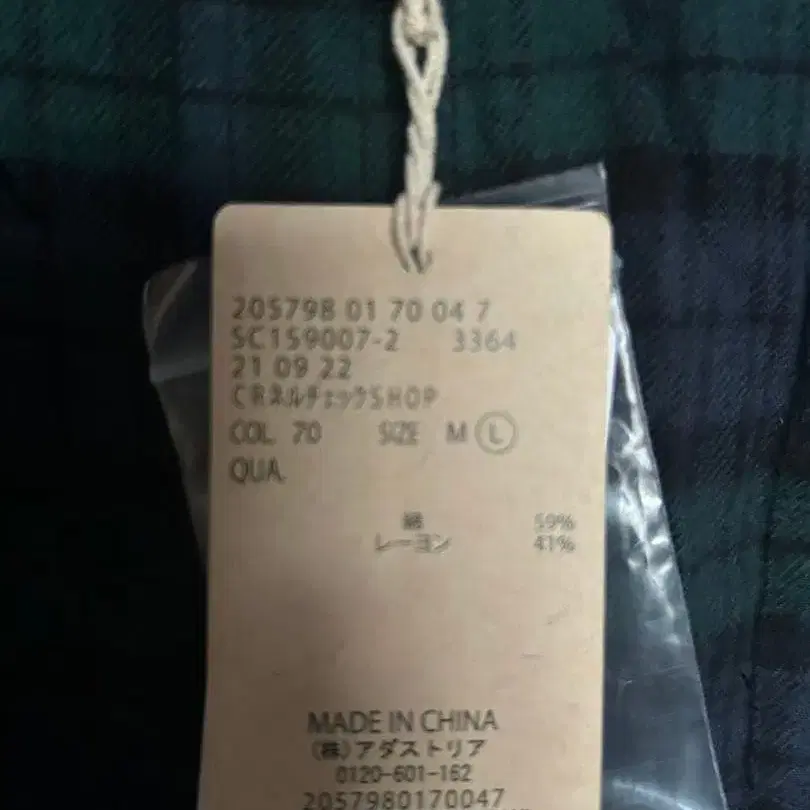 205798 01 70 04 7
SC159007-2 3364
21 09 22
CRネルチェックSHOP
COL 70 SIZE M L
QUA.
綿 59%
レーヨン 41%
MADE IN CHINA
(株)アダストリア
0120-601-162
2057980170047